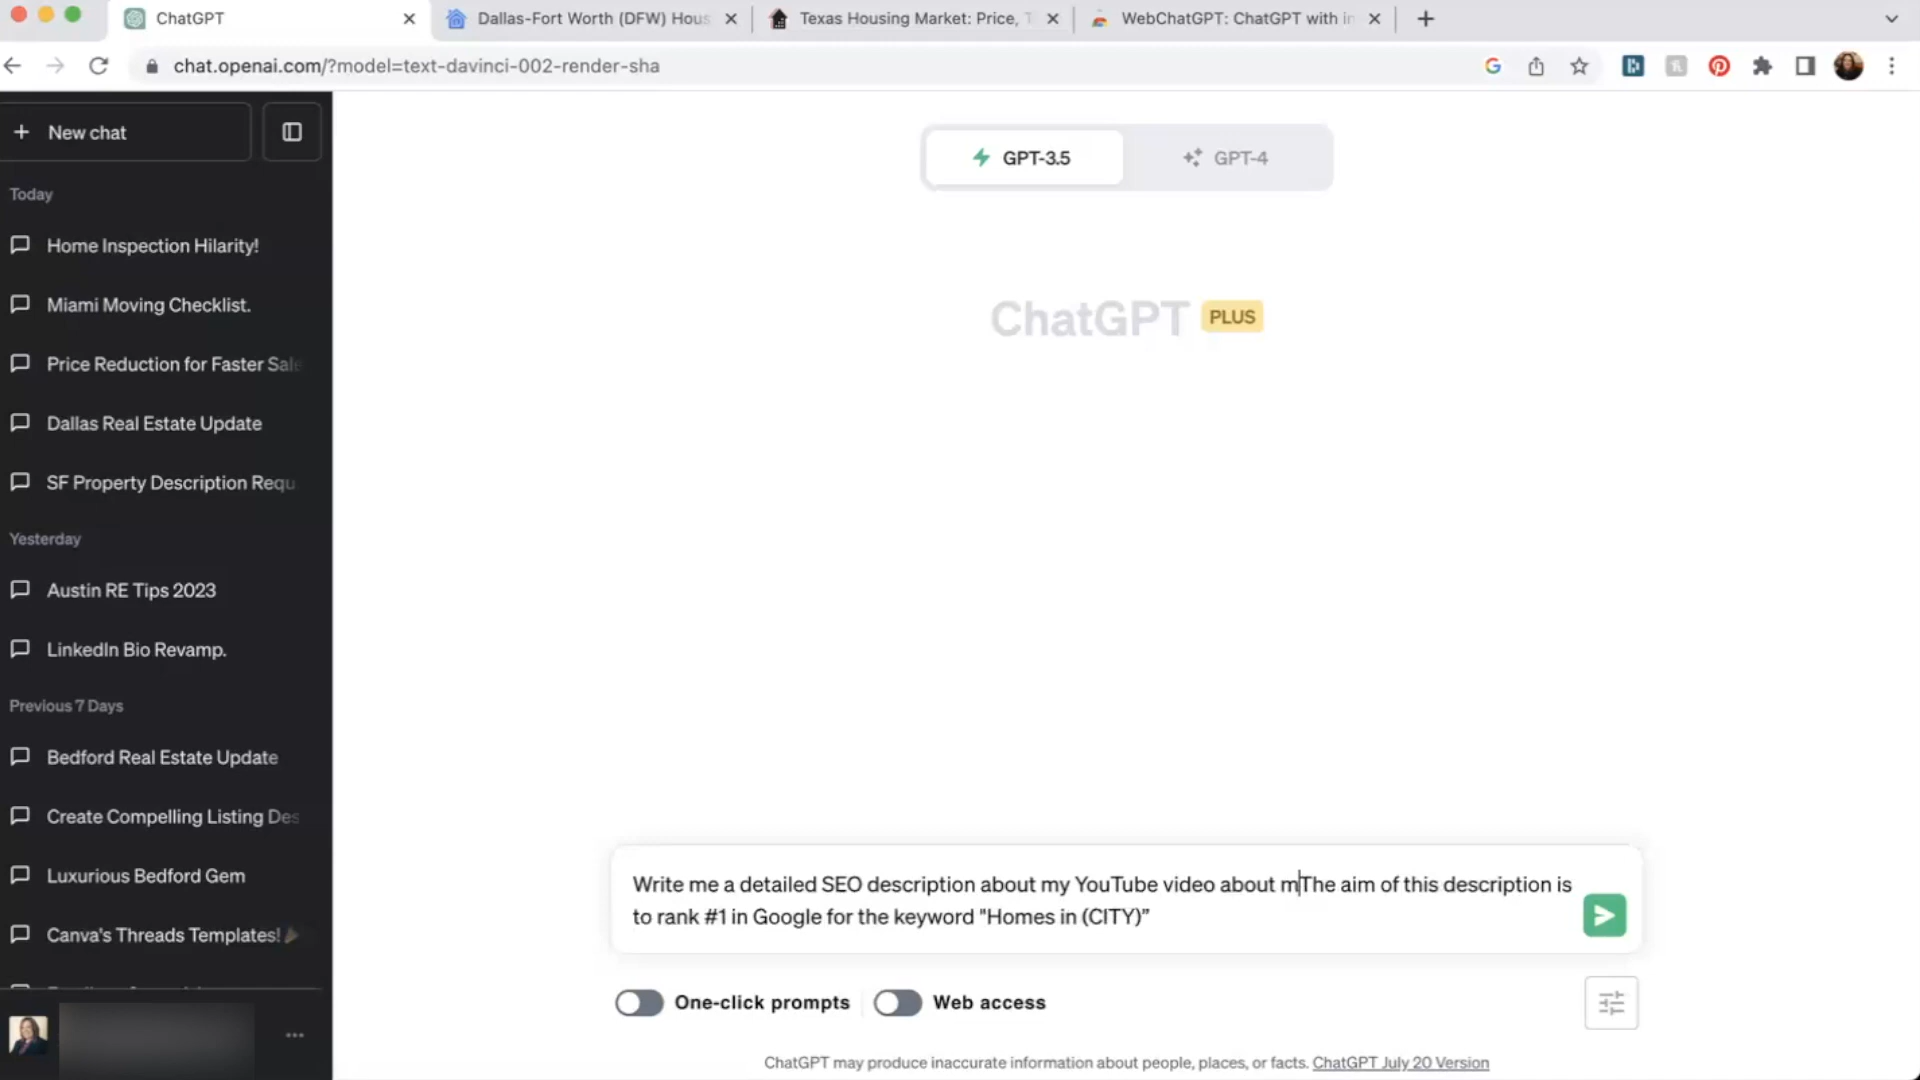 ChatGPT
Dallas-Fort Worth (DFW) Hous
Texas Housing Market: Price, T
WebChatGPT: ChatGPT with in
chat.openai.com/?model=text-davinci-002-render-sha
New chat
GPT-3.5
GPT-4
Today
Home Inspection Hilarity!
Miami Moving Checklist.
ChatGPT PLUS
Price Reduction for Faster Sale
Dallas Real Estate Update
SF Property Description Requ
Yesterday
Austin RE Tips 2023
LinkedIn Bio Revamp.
Previous 7 Days
Bedford Real Estate Update
Create Compelling Listing Des
Luxurious Bedford Gem
Canva's Threads Templates!
Write me a detailed SEO description about my YouTube video about mThe aim of this description is
to rank #1 in Google for the keyword "Homes in (CITY)”
One-click prompts
Web access
ChatGPT may produce inaccurate information about people, places, or facts. ChatGPT July 20 Version